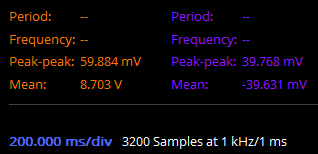 Period: -- Period: --
Frequency: -- Frequency: --
Peak-peak: 59.884 mV Peak-peak: 39.768 mV
Mean: 8.703 V Mean: -39.631 mV
200.000 ms/div 3200 Samples at 1 kHz/1 ms